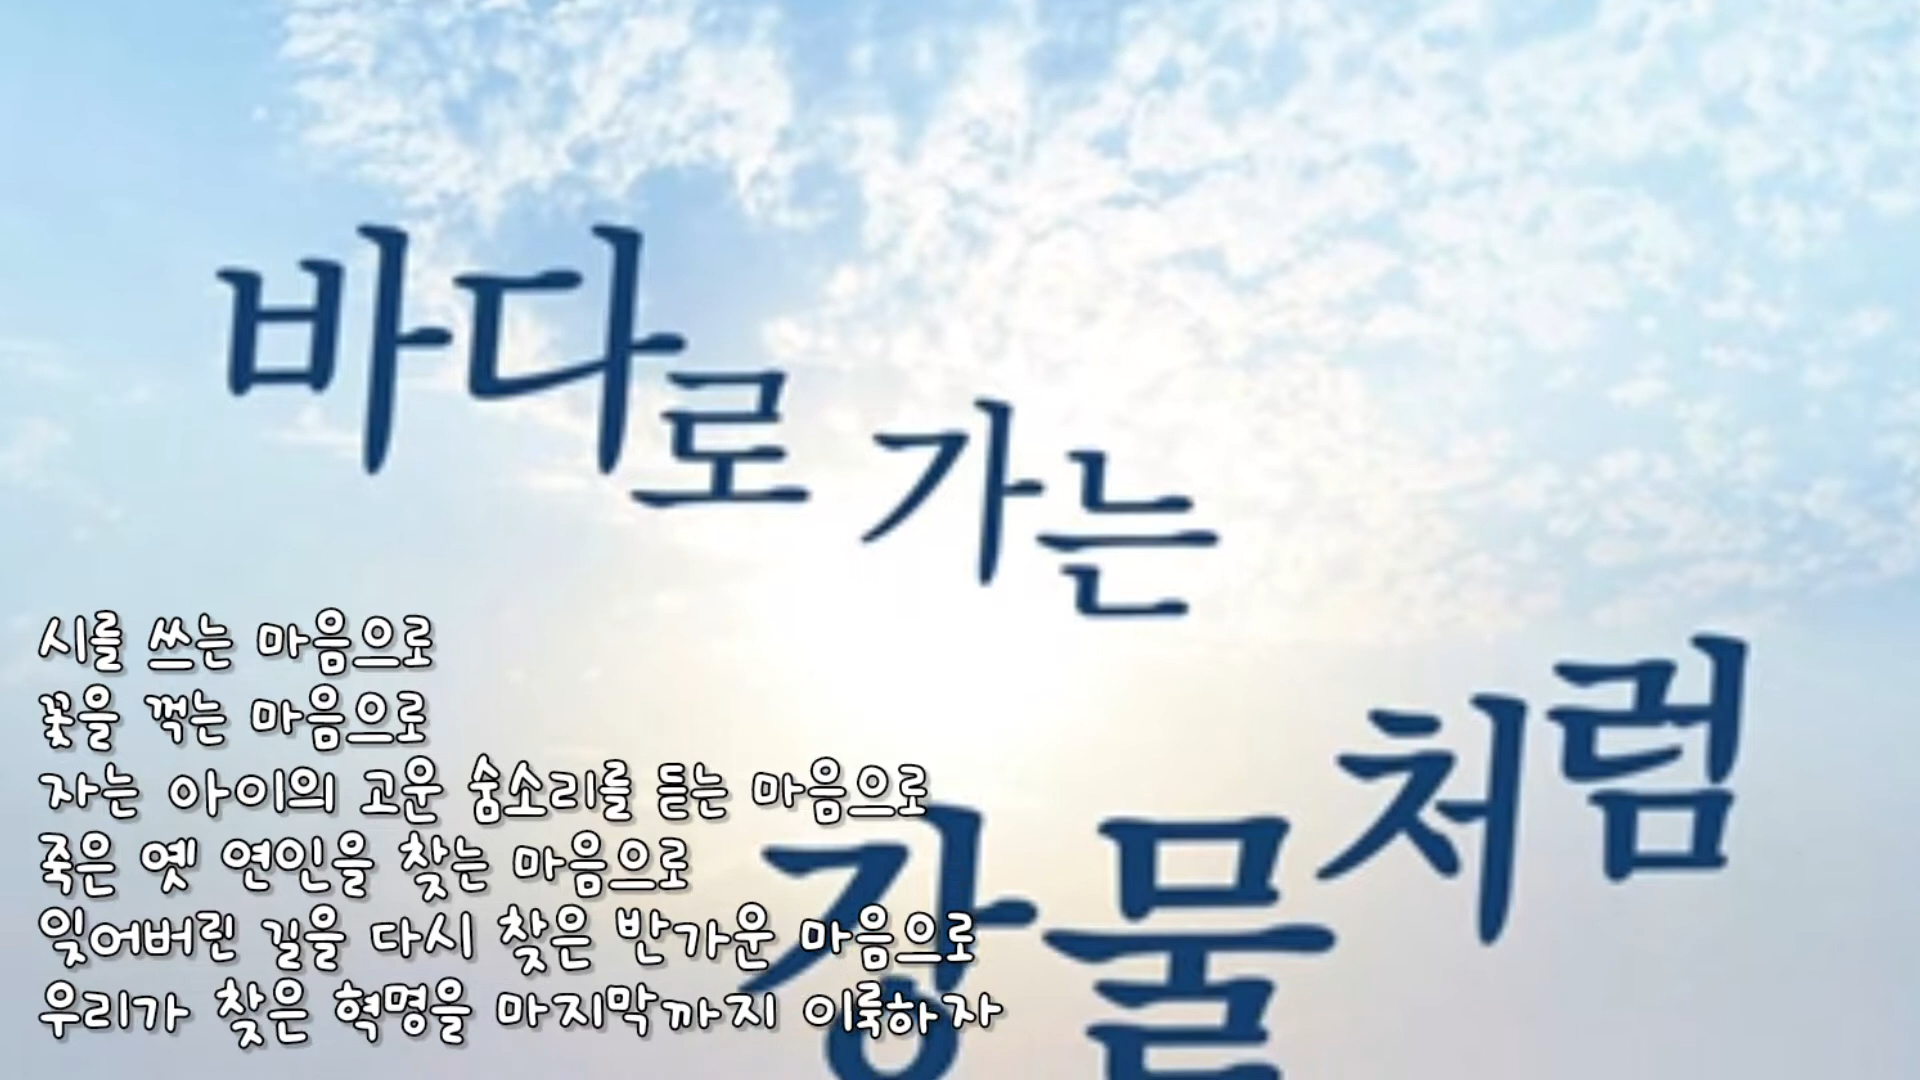 바다로 가는
강물처럼
시를 쓰는 마음으로
꽃을 꺽는 마음으로
자는 아이의 고운 숨소리를 듣는 마음으로
죽은 옛 연인을 찾는 마음으로
잊어버린 길을 다시 찾은 반가운 마음으로
우리가 찾은 혁명을 마지막까지 이룩하자